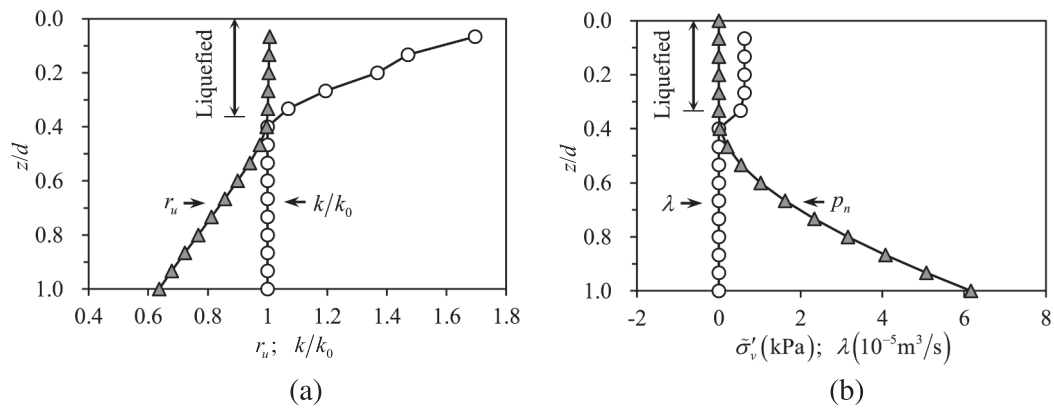 0.0
0.2
0.4
0.6
0.8
1.0
z/d
Liquefied
r_u
k/k_0
0.4 0.6 0.8 1 1.2 1.4 1.6 1.8
r_u; k/k_0
(a)
0.0
0.2
0.4
0.6
0.8
1.0
z/d
Liquefied
λ
p_n
-2 0 2 4 6 8
σ̃′_v (kPa); λ(10⁻⁵m³/s)
(b)